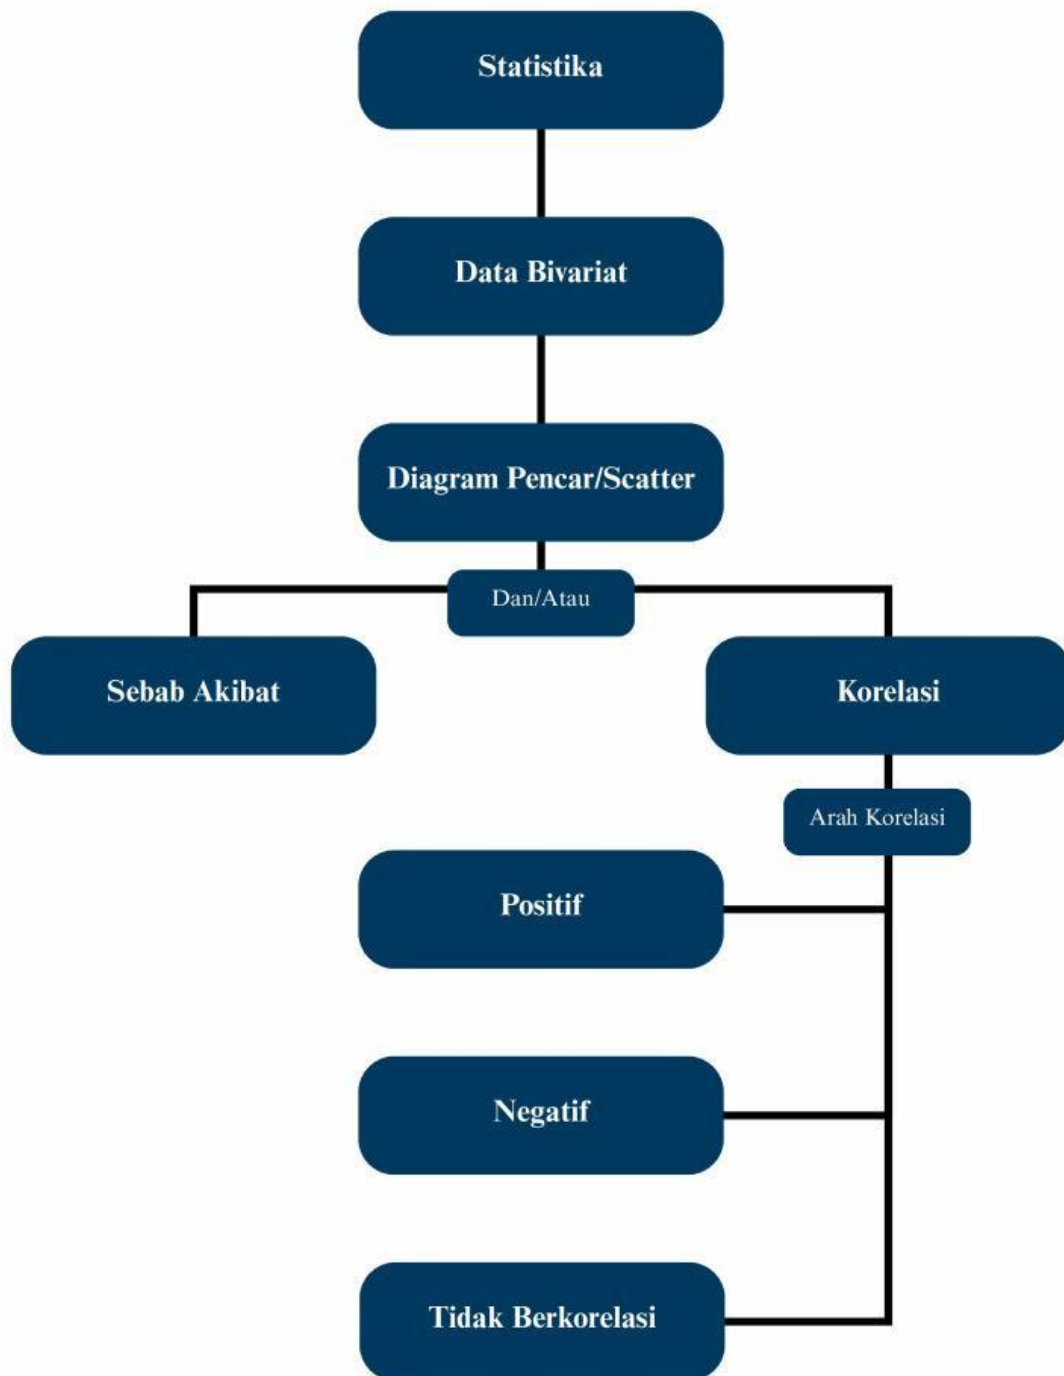 Statistika
Data Bivariat
Diagram Pencar/Scatter
Dan/Atau
Sebab Akibat
Korelasi
Arah Korelasi
Positif
Negatif
Tidak Berkorelasi